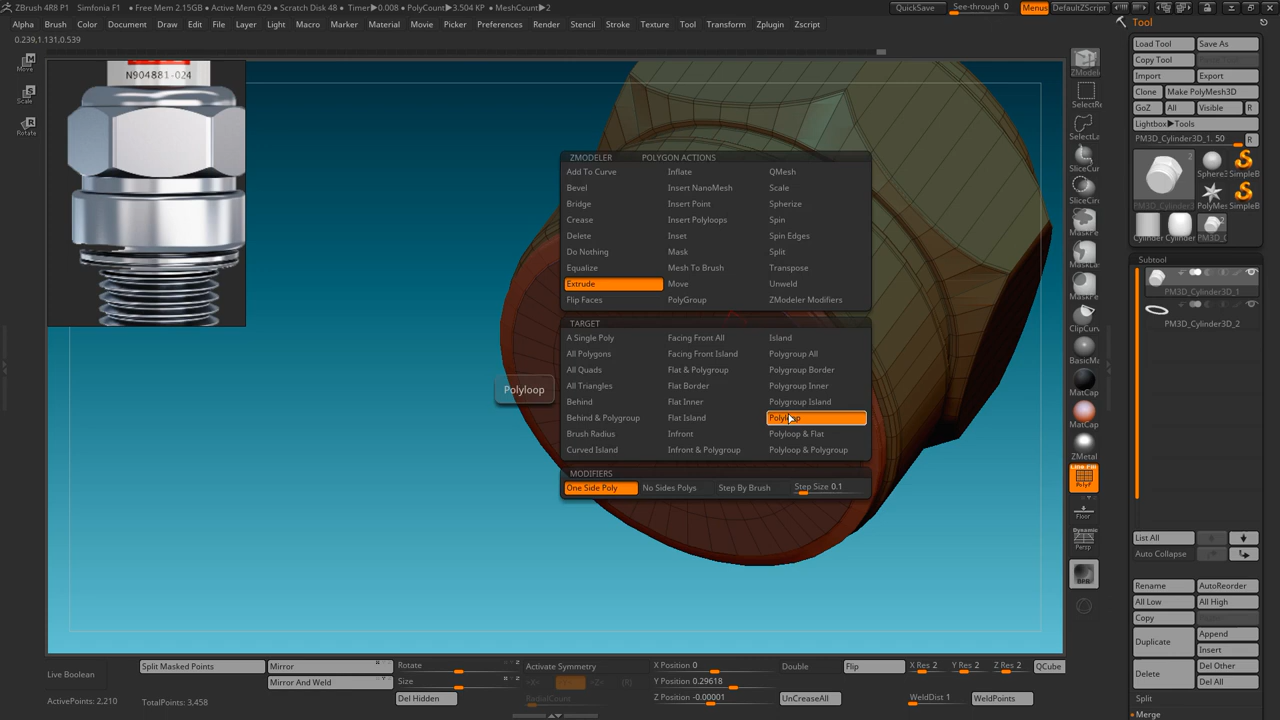 ZBrush 4R8 P1   Simfonia F1   • Free Mem 2.15GB • Active Mem 629 • Scratch Disk 48 • Timer▶0.008 • PolyCount▶3.504 KP • MeshCount▶2
QuickSave
See-through 0
Menus
DefaultZScript
Alpha Brush Color Document Draw Edit File Layer Light Macro Marker Material Movie Picker Preferences Render Stencil Stroke Texture Tool Transform Zplugin Zscript
0.239,1.131,0.539
Move
Scale
Rotate
N904881-024
ZMODELER POLYGON ACTIONS
Add To Curve Inflate QMesh
Bevel Insert NanoMesh Scale
Bridge Insert Point Spherize
Crease Insert Polyloops Spin
Delete Inset Spin Edges
Do Nothing Mask Split
Equalize Mesh To Brush Transpose
Extrude Move Unweld
Flip Faces PolyGroup ZModeler Modifiers
TARGET
A Single Poly Facing Front All Island
All Polygons Facing Front Island Polygroup All
All Quads Flat & Polygroup Polygroup Border
All Triangles Flat Border Polygroup Inner
Behind Flat Inner Polygroup Island
Behind & Polygroup Flat Island Polyloop
Brush Radius Infront Polyloop & Flat
Curved Island Infront & Polygroup Polyloop & Polygroup
MODIFIERS
One Side Poly No Sides Polys Step By Brush Step Size 0.1
Polyloop
ZModel
SelectRe
SelectLa
SliceCur
SliceCir
MaskPe
MaskLa
MaskRe
ClipCurv
BasicMa
MatCap
MatCap
ZMetal
Line Fill
PolyF
Floor
Dynamic
Persp
BPR
Tool
Load Tool Save As
Copy Tool
Import Export
Clone Make PolyMesh3D
GoZ All Visible R
Lightbox▶Tools
PM3D_Cylinder3D_1. 50 R
2
PM3D_Cylinder3
Sphere3 SimpleB
PolyMes SimpleB
2
Cylinder Cylinder PM3D_C
Subtool
PM3D_Cylinder3D_1
PM3D_Cylinder3D_2
List All
Auto Collapse
Rename AutoReorder
All Low All High
Copy
Duplicate Append
Insert
Delete Del Other
Del All
Split
Merge
Live Boolean
ActivePoints: 2,210
Split Masked Points
TotalPoints: 3,458
Mirror
Mirror And Weld
Rotate
Size
Del Hidden
Activate Symmetry
>X< >Y< >Z< (R)
RadialCount
X Position 0
Y Position 0.29618
Z Position -0.00001
Double
UnCreaseAll
Flip
X Res 2 Y Res 2 Z Res 2
QCube
WeldDist 1
WeldPoints